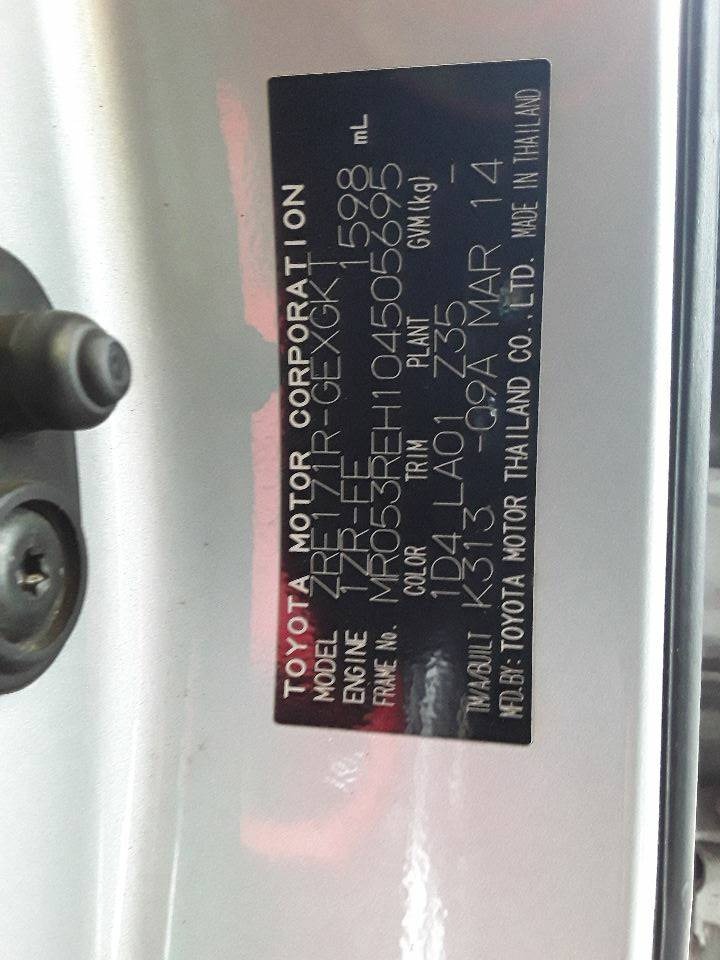 TOYOTA MOTOR CORPORATION
MODEL ZRE171R-GEXGKT
ENGINE 1ZR-FE 1598 mL
FRAME No. MR053REH104505695
COLOR TRIM PLANT GVM(kg)
1D4 LA01 Z35 -
TM/A/BUILT K313 -09A MAR 14
MFD.BY: TOYOTA MOTOR THAILAND CO., LTD. MADE IN THAILAND